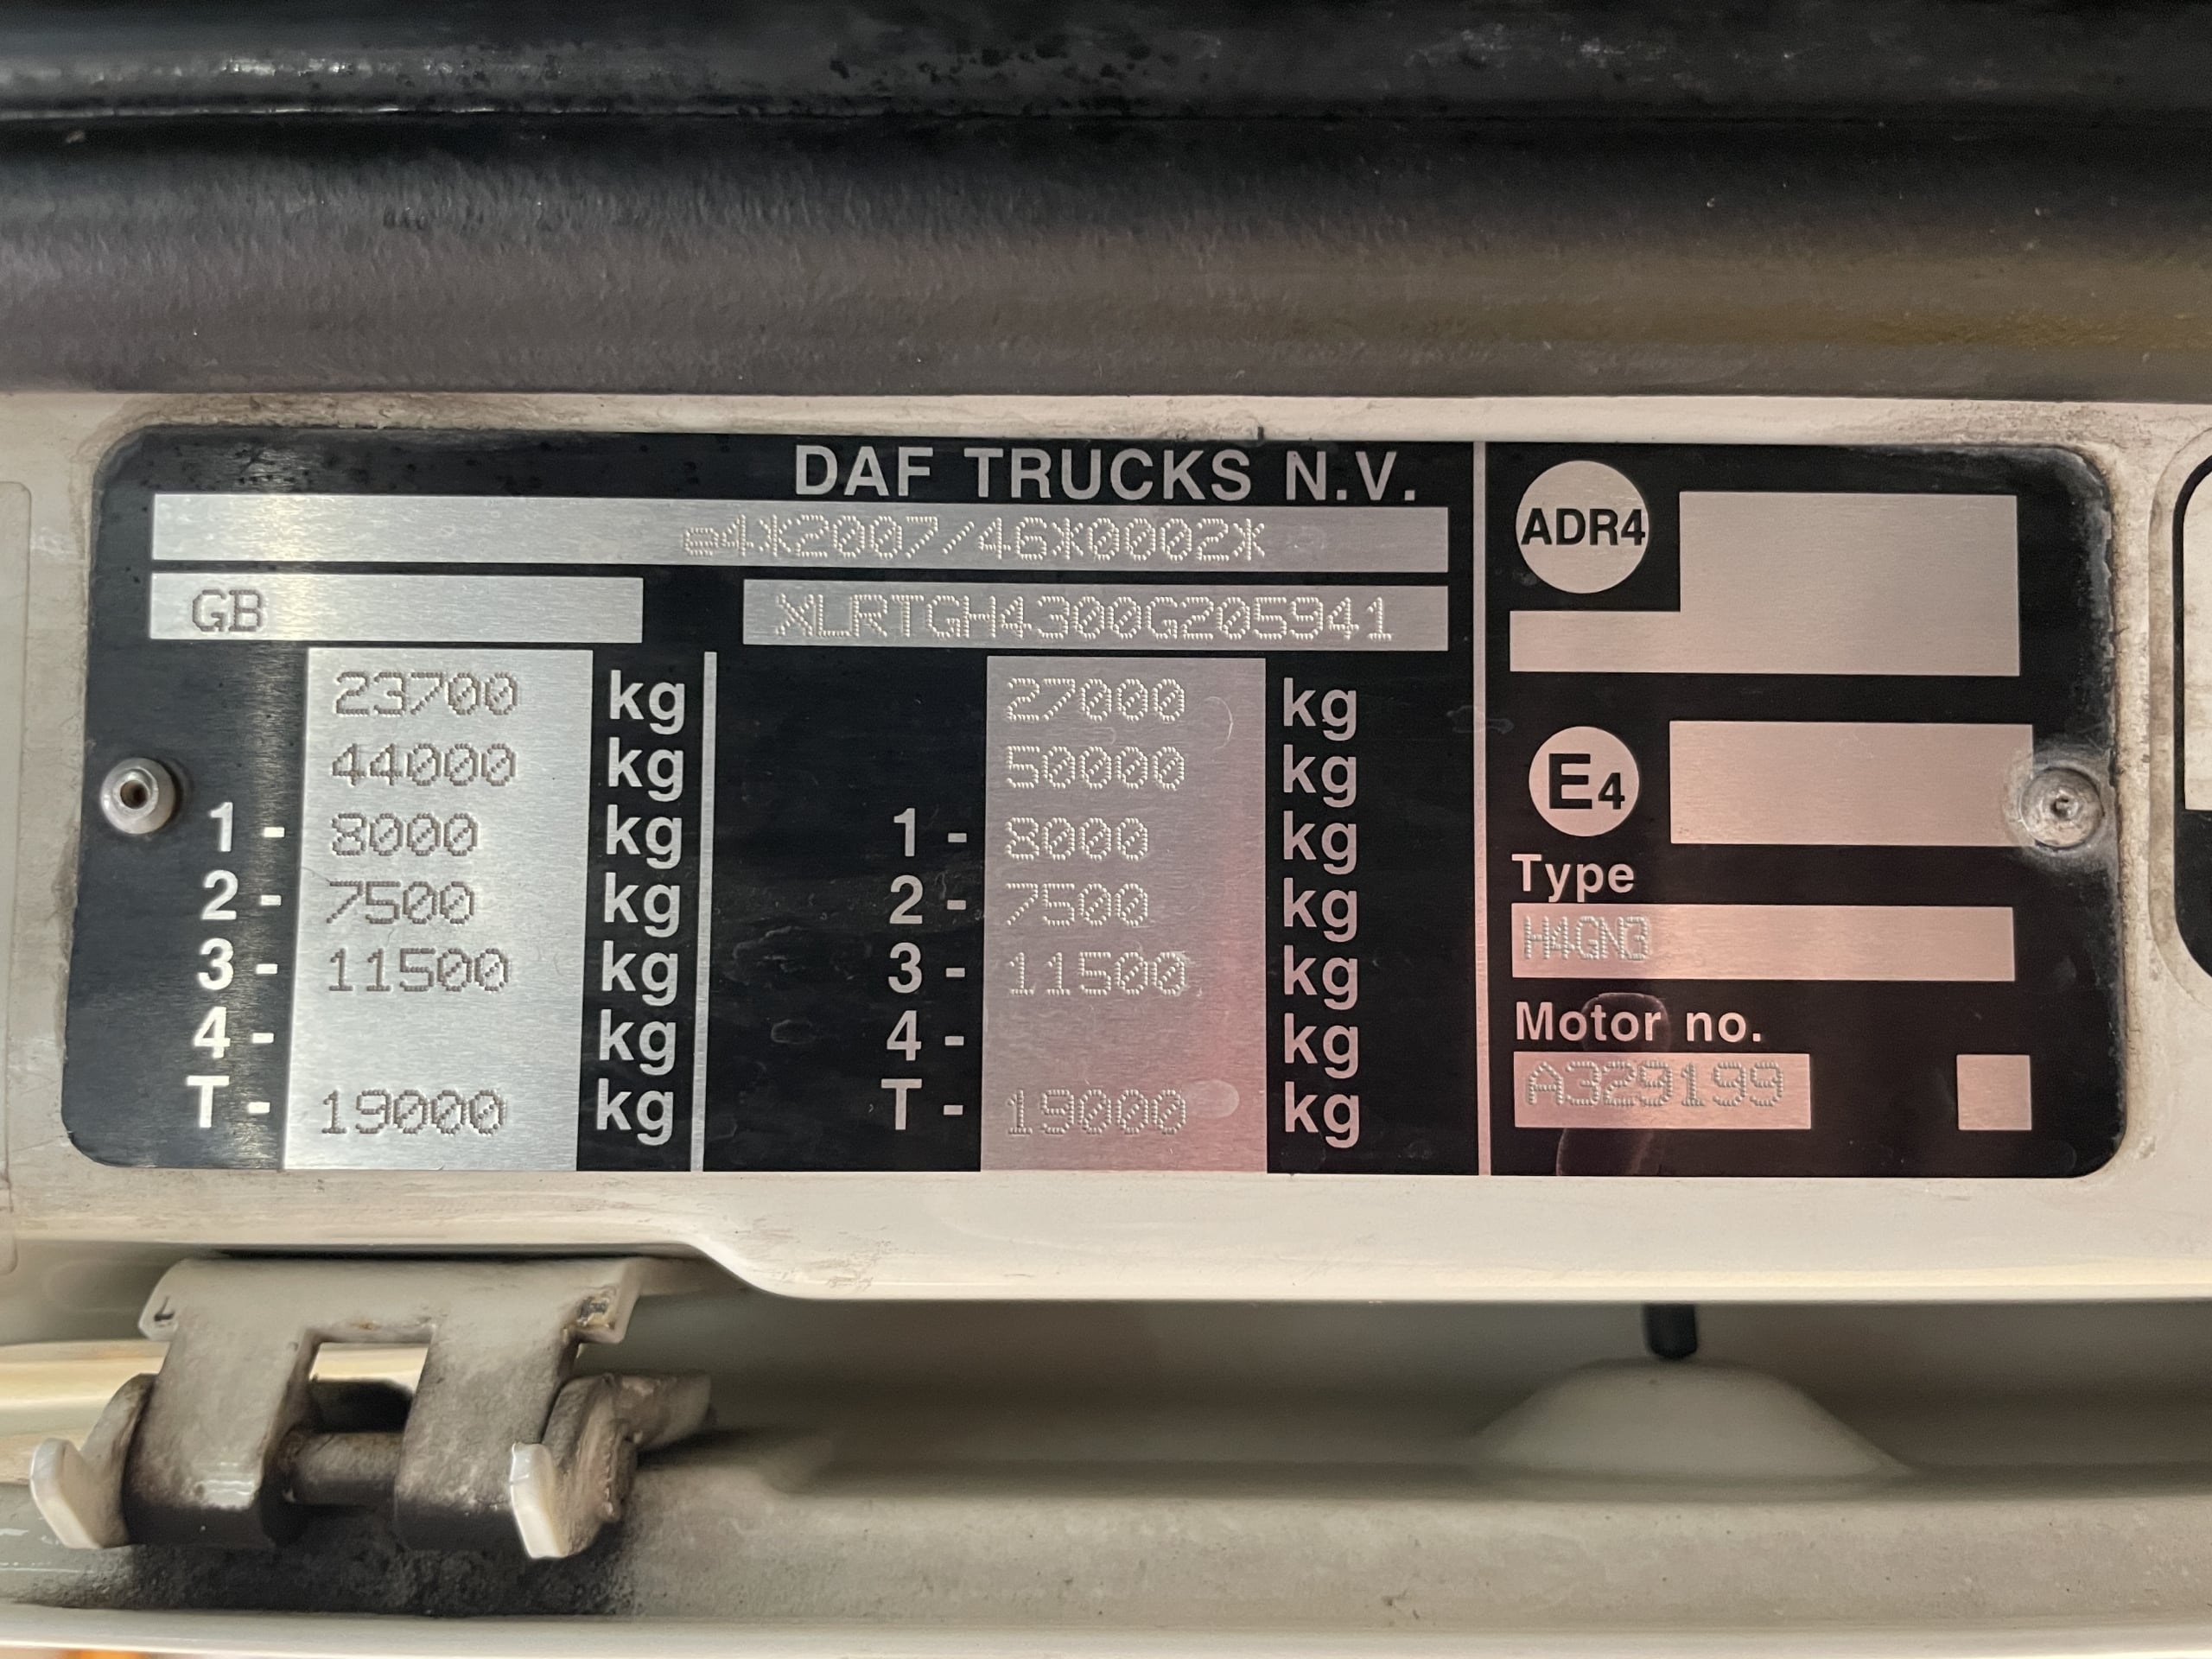 DAF TRUCKS N.V.
e4*2007/46*0002*
GB XLRTGH4300G205941
23700 kg 27000 kg
44000 kg 50000 kg
1 - 8000 kg 1 - 8000 kg
2 - 7500 kg 2 - 7500 kg
3 - 11500 kg 3 - 11500 kg
4 - kg 4 - kg
T - 19000 kg T - 19000 kg
ADR4
E4
Type
H4GN3
Motor no.
A329199